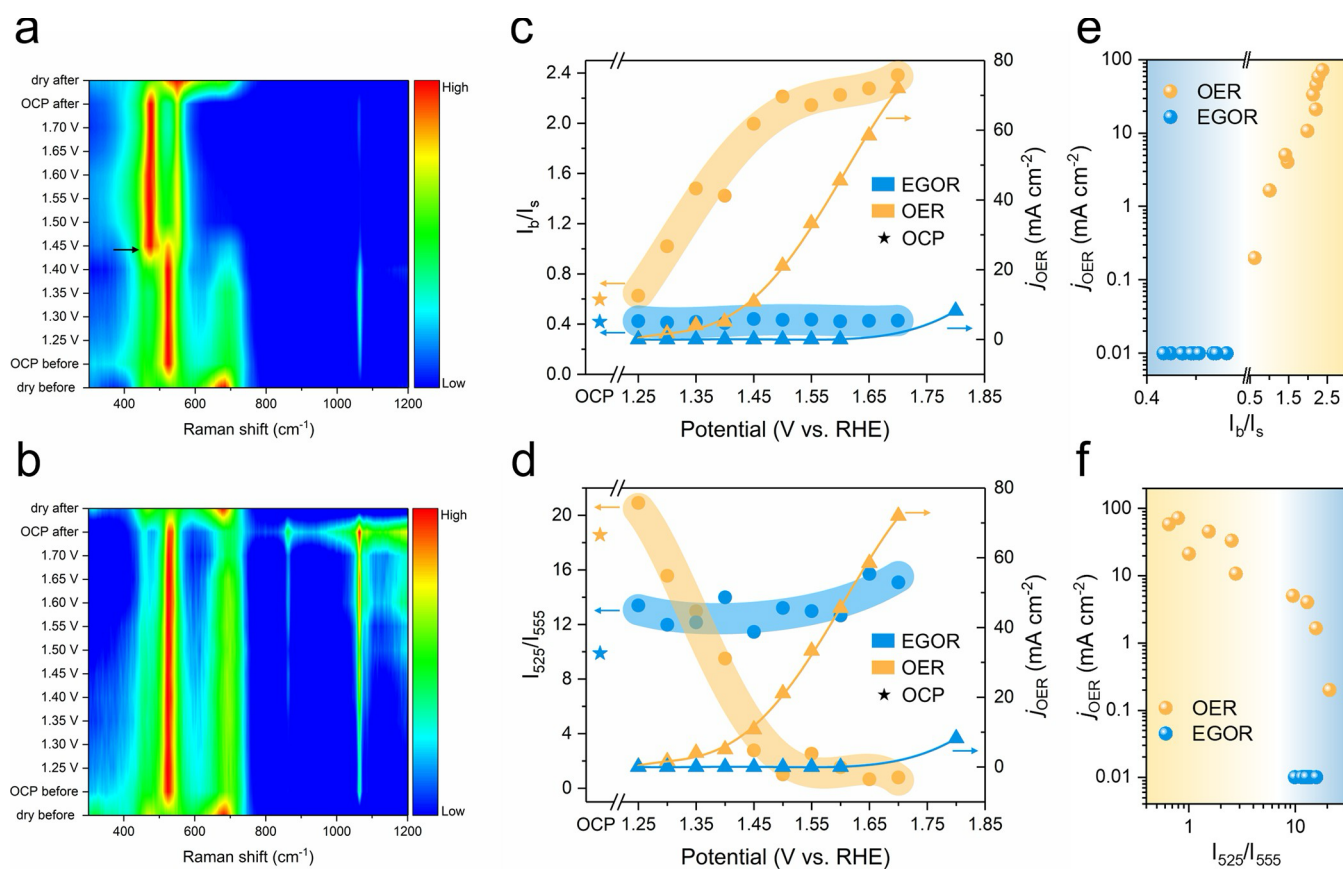 a
dry after
OCP after
1.70 V
1.65 V
1.60 V
1.55 V
1.50 V
1.45 V
1.40 V
1.35 V
1.30 V
1.25 V
OCP before
dry before
400 600 800 1000 1200
Raman shift (cm⁻¹)
High
Low
b
dry after
OCP after
1.70 V
1.65 V
1.60 V
1.55 V
1.50 V
1.45 V
1.40 V
1.35 V
1.30 V
1.25 V
OCP before
dry before
400 600 800 1000 1200
Raman shift (cm⁻¹)
High
Low
c
2.4
2.0
1.6
1.2
0.8
0.4
0.0
I_b/I_s
EGOR
OER
OCP
80
60
40
20
0
j_OER (mA cm⁻²)
OCP 1.25 1.35 1.45 1.55 1.65 1.75 1.85
Potential (V vs. RHE)
d
20
16
12
8
4
0
I₅₂₅/I₅₅₅
EGOR
OER
OCP
80
60
40
20
0
j_OER (mA cm⁻²)
OCP 1.25 1.35 1.45 1.55 1.65 1.75 1.85
Potential (V vs. RHE)
e
100
10
1
0.1
0.01
j_OER (mA cm⁻²)
OER
EGOR
0.4 0.5 1.5 2.5
I_b/I_s
f
100
10
1
0.1
0.01
j_OER (mA cm⁻²)
OER
EGOR
1 10
I₅₂₅/I₅₅₅